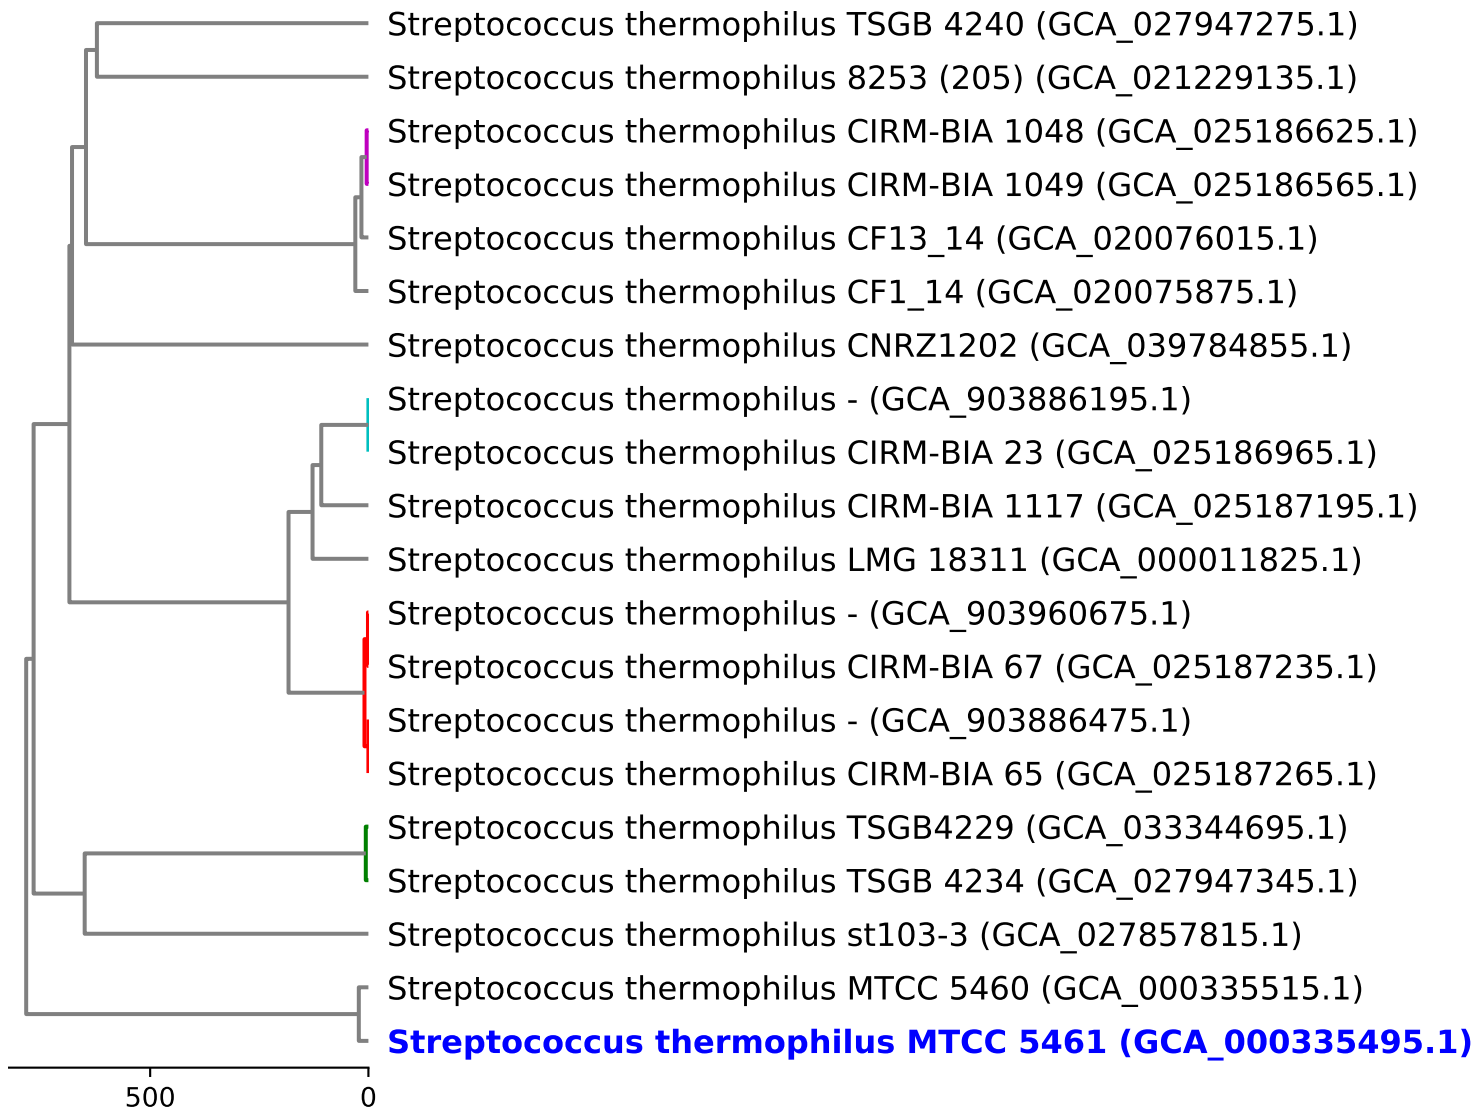 Streptococcus thermophilus TSGB 4240 (GCA_027947275.1)
Streptococcus thermophilus 8253 (205) (GCA_021229135.1)
Streptococcus thermophilus CIRM-BIA 1048 (GCA_025186625.1)
Streptococcus thermophilus CIRM-BIA 1049 (GCA_025186565.1)
Streptococcus thermophilus CF13_14 (GCA_020076015.1)
Streptococcus thermophilus CF1_14 (GCA_020075875.1)
Streptococcus thermophilus CNRZ1202 (GCA_039784855.1)
Streptococcus thermophilus - (GCA_903886195.1)
Streptococcus thermophilus CIRM-BIA 23 (GCA_025186965.1)
Streptococcus thermophilus CIRM-BIA 1117 (GCA_025187195.1)
Streptococcus thermophilus LMG 18311 (GCA_000011825.1)
Streptococcus thermophilus - (GCA_903960675.1)
Streptococcus thermophilus CIRM-BIA 67 (GCA_025187235.1)
Streptococcus thermophilus - (GCA_903886475.1)
Streptococcus thermophilus CIRM-BIA 65 (GCA_025187265.1)
Streptococcus thermophilus TSGB4229 (GCA_033344695.1)
Streptococcus thermophilus TSGB 4234 (GCA_027947345.1)
Streptococcus thermophilus st103-3 (GCA_027857815.1)
Streptococcus thermophilus MTCC 5460 (GCA_000335515.1)
Streptococcus thermophilus MTCC 5461 (GCA_000335495.1)
500 0